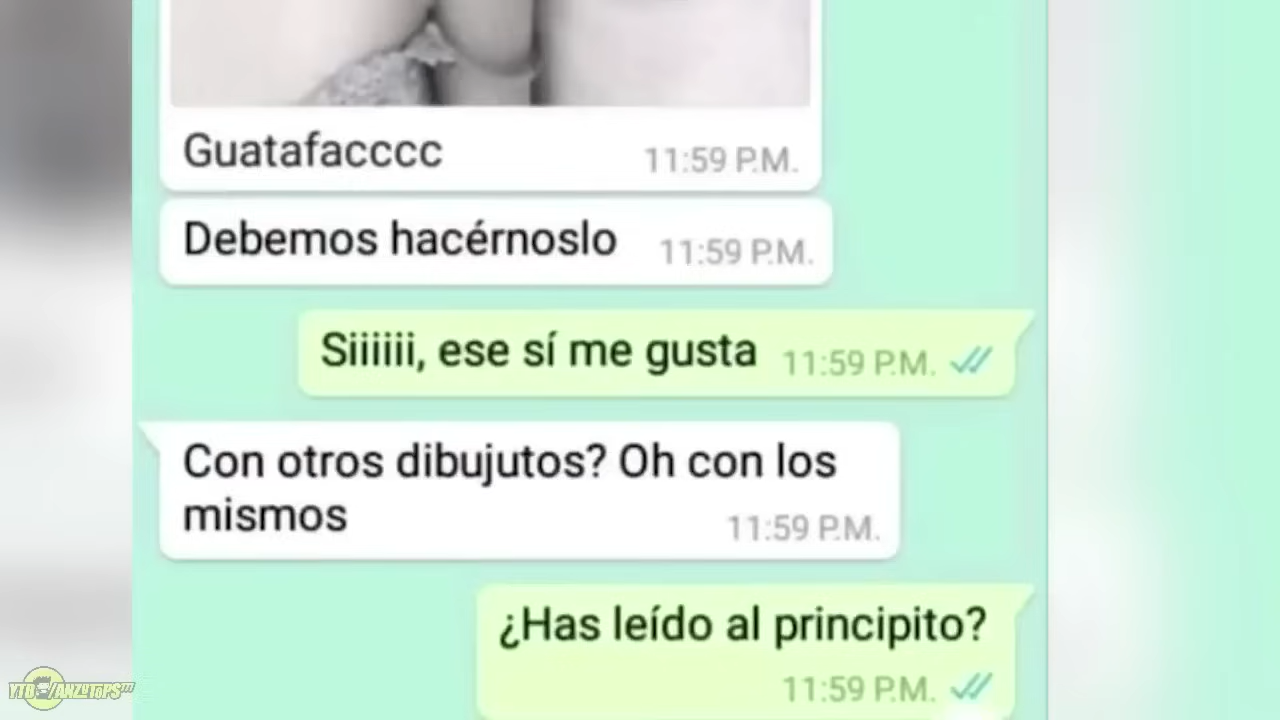 Guatafacccc 11:59 P.M.
Debemos hacérnoslo 11:59 P.M.
Siiiiii, ese sí me gusta 11:59 P.M.
Con otros dibujutos? Oh con los
mismos 11:59 P.M.
¿Has leído al principito?
11:59 P.M.